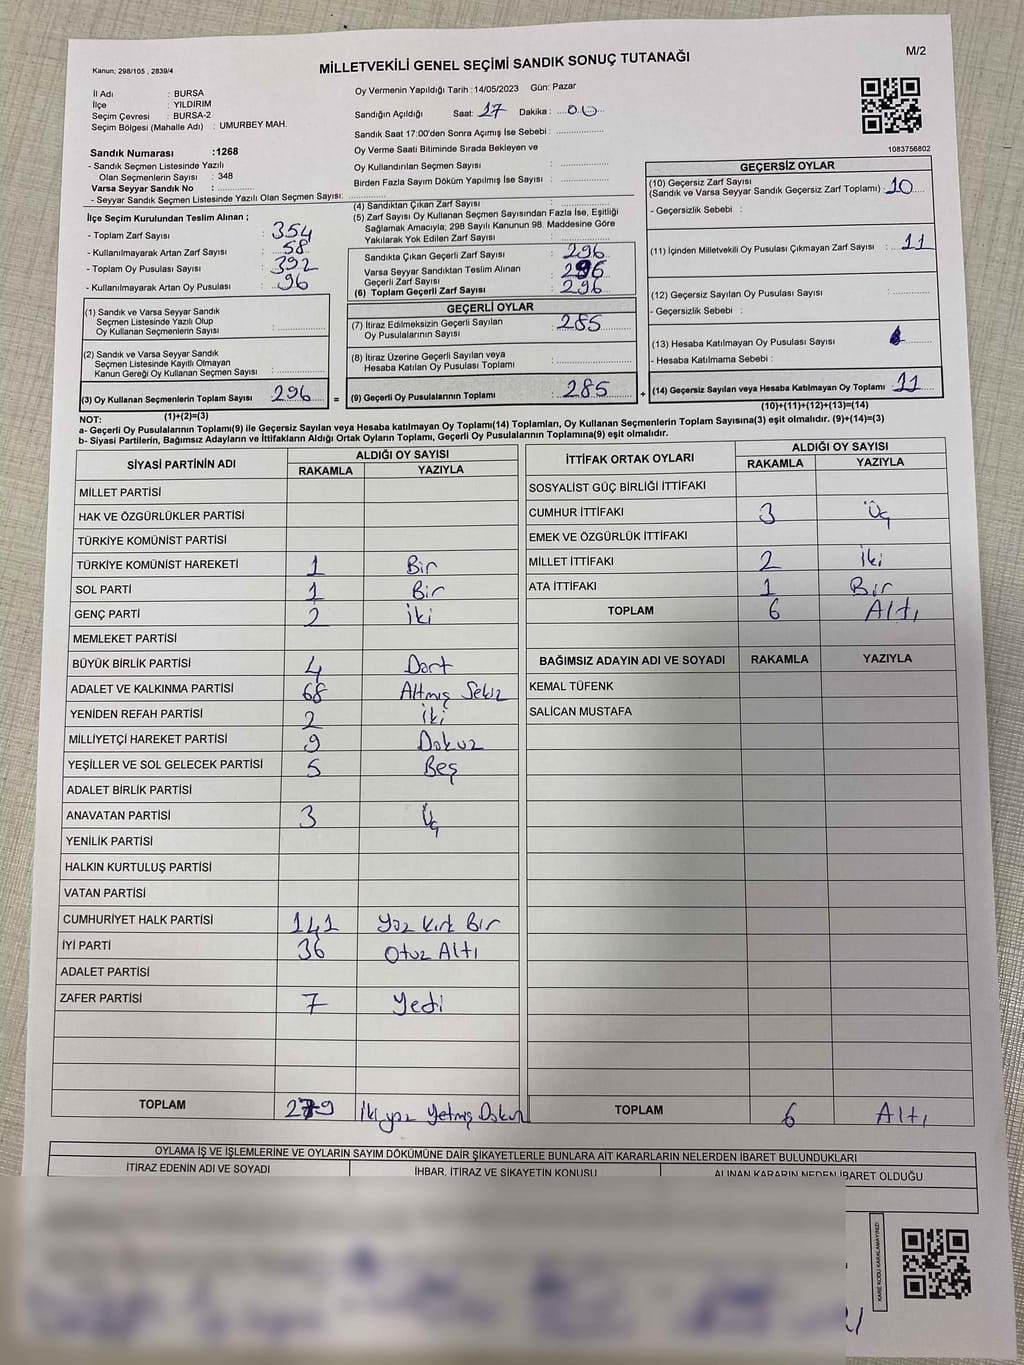 M/2
Kanun; 298/105 , 2839/4
MİLLETVEKİLİ GENEL SEÇİMİ SANDIK SONUÇ TUTANAĞI
İl Adı : BURSA
İlçe : YILDIRIM
Seçim Çevresi : BURSA-2
Seçim Bölgesi (Mahalle Adı) : UMURBEY MAH.
Oy Vermenin Yapıldığı Tarih :14/05/2023 Gün: Pazar
Sandığın Açıldığı Saat: 17 Dakika : 00
Sandık Saat 17:00'den Sonra Açımış İse Sebebi :
Oy Verme Saati Bitiminde Sırada Bekleyen ve
Oy Kullandırılan Seçmen Sayısı :
Birden Fazla Sayım Döküm Yapılmış İse Sayısı :
1083756802
Sandık Numarası :1268
- Sandık Seçmen Listesinde Yazılı
Olan Seçmenlerin Sayısı : 348
Varsa Seyyar Sandık No :
- Seyyar Sandık Seçmen Listesinde Yazılı Olan Seçmen Sayısı:
İlçe Seçim Kurulundan Teslim Alınan ;
- Toplam Zarf Sayısı : 354
- Kullanılmayarak Artan Zarf Sayısı : 58
- Toplam Oy Pusulası Sayısı : 392
- Kullanılmayarak Artan Oy Pusulası : 96
(1) Sandık ve Varsa Seyyar Sandık
Seçmen Listesinde Yazılı Olup
Oy Kullanan Seçmenlerin Sayısı :
(2) Sandık ve Varsa Seyyar Sandık
Seçmen Listesinde Kayıtlı Olmayan
Kanun Gereği Oy Kullanan Seçmen Sayısı :
(3) Oy Kullanan Seçmenlerin Toplam Sayısı : 296 =
(1)+(2)=(3)
(4) Sandıktan Çıkan Zarf Sayısı :
(5) Zarf Sayısı Oy Kullanan Seçmen Sayısından Fazla İse, Eşitliği
Sağlamak Amacıyla; 298 Sayılı Kanunun 98. Maddesine Göre
Yakılarak Yok Edilen Zarf Sayısı :
Sandıkta Çıkan Geçerli Zarf Sayısı : 296
Varsa Seyyar Sandıktan Teslim Alınan
Geçerli Zarf Sayısı : 296
(6) Toplam Geçerli Zarf Sayısı : 296
GEÇERLİ OYLAR
(7) İtiraz Edilmeksizin Geçerli Sayılan
Oy Pusulalarının Sayısı : 285
(8) İtiraz Üzerine Geçerli Sayılan veya
Hesaba Katılan Oy Pusulası Toplamı :
(9) Geçerli Oy Pusulalarının Toplamı : 285 +
GEÇERSİZ OYLAR
(10) Geçersiz Zarf Sayısı
(Sandık ve Varsa Seyyar Sandık Geçersiz Zarf Toplamı) : 10
- Geçersizlik Sebebi :
(11) İçinden Milletvekili Oy Pusulası Çıkmayan Zarf Sayısı : 11
(12) Geçersiz Sayılan Oy Pusulası Sayısı :
- Geçersizlik Sebebi :
(13) Hesaba Katılmayan Oy Pusulası Sayısı :
- Hesaba Katılmama Sebebi :
(14) Geçersiz Sayılan veya Hesaba Katılmayan Oy Toplamı : 11
(10)+(11)+(12)+(13)=(14)
NOT:
a- Geçerli Oy Pusulalarının Toplamı(9) ile Geçersiz Sayılan veya Hesaba katılmayan Oy Toplamı(14) Toplamları, Oy Kullanan Seçmenlerin Toplam Sayısına(3) eşit olmalıdır. (9)+(14)=(3)
b- Siyasi Partilerin, Bağımsız Adayların ve İttifakların Aldığı Ortak Oyların Toplamı, Geçerli Oy Pusulalarının Toplamına(9) eşit olmalıdır.
SİYASİ PARTİNİN ADI ALDIĞI OY SAYISI
RAKAMLA YAZIYLA
MİLLET PARTİSİ
HAK VE ÖZGÜRLÜKLER PARTİSİ
TÜRKİYE KOMÜNİST PARTİSİ
TÜRKİYE KOMÜNİST HAREKETİ 1 Bir
SOL PARTİ 1 Bir
GENÇ PARTİ 2 İki
MEMLEKET PARTİSİ
BÜYÜK BİRLİK PARTİSİ 4 Dört
ADALET VE KALKINMA PARTİSİ 68 Altmış Sekiz
YENİDEN REFAH PARTİSİ 2 İki
MİLLİYETÇİ HAREKET PARTİSİ 9 Dokuz
YEŞİLLER VE SOL GELECEK PARTİSİ 5 Beş
ADALET BİRLİK PARTİSİ
ANAVATAN PARTİSİ 3 Üç
YENİLİK PARTİSİ
HALKIN KURTULUŞ PARTİSİ
VATAN PARTİSİ
CUMHURİYET HALK PARTİSİ 141 Yüz Kırk Bir
İYİ PARTİ 36 Otuz Altı
ADALET PARTİSİ
ZAFER PARTİSİ 7 Yedi
TOPLAM 279 İki yüz Yetmiş Dokuz
İTTİFAK ORTAK OYLARI ALDIĞI OY SAYISI
RAKAMLA YAZIYLA
SOSYALİST GÜÇ BİRLİĞİ İTTİFAKI
CUMHUR İTTİFAKI 3 Üç
EMEK VE ÖZGÜRLÜK İTTİFAKI
MİLLET İTTİFAKI 2 İki
ATA İTTİFAKI 1 Bir
TOPLAM 6 Altı
BAĞIMSIZ ADAYIN ADI VE SOYADI RAKAMLA YAZIYLA
KEMAL TÜFENK
SALİCAN MUSTAFA
TOPLAM 6 Altı
OYLAMA İŞ VE İŞLEMLERİNE VE OYLARIN SAYIM DÖKÜMÜNE DAİR ŞİKAYETLERLE BUNLARA AİT KARARLARIN NELERDEN İBARET BULUNDUKLARI
İTİRAZ EDENİN ADI VE SOYADI İHBAR, İTİRAZ VE ŞİKAYETİN KONUSU ALINAN KARARIN NEDEN İBARET OLDUĞU
KARE KODU KARALAMAYINIZ!